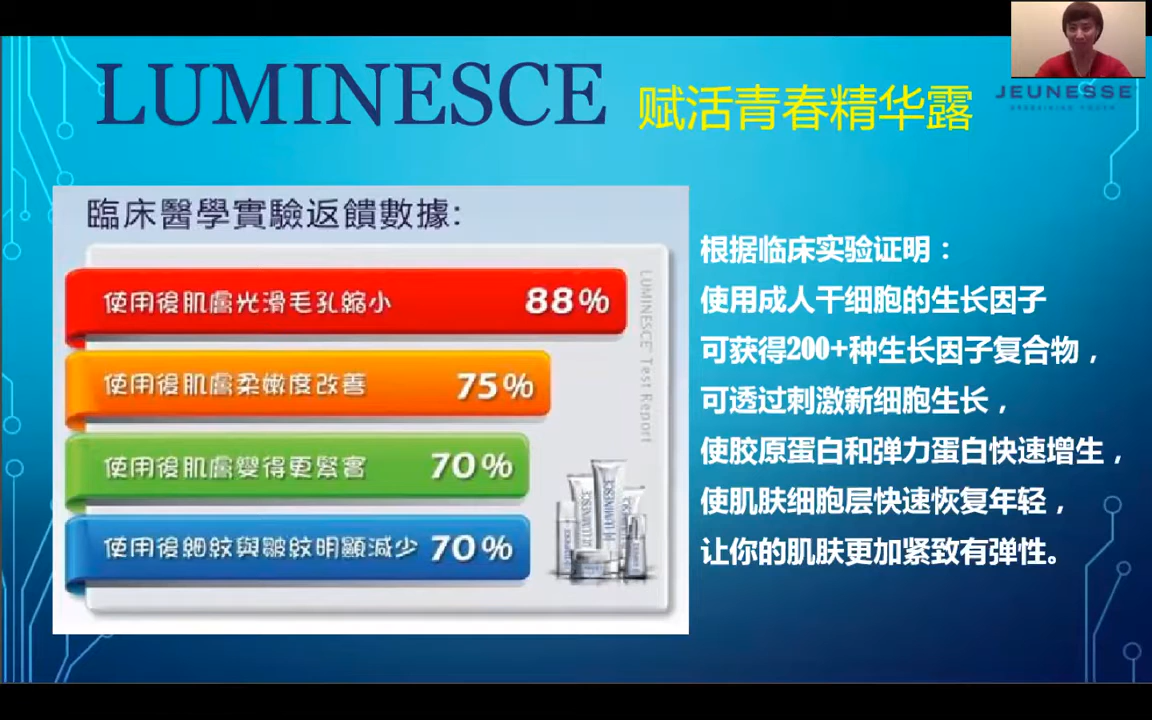 LUMINESCE 赋活青春精华露
JEUNESSE
臨床醫學實驗返饋數據:
使用後肌膚光滑毛孔縮小 88%
使用後肌膚柔嫩度改善 75%
使用後肌膚變得更緊實 70%
使用後細紋與皺紋明顯減少 70%
LUMINESCE Test Report
LUMINESCE
根据临床实验证明：
使用成人干细胞的生长因子
可获得200+种生长因子复合物，
可透过刺激新细胞生长，
使胶原蛋白和弹力蛋白快速增生，
使肌肤细胞层快速恢复年轻，
让你的肌肤更加紧致有弹性。